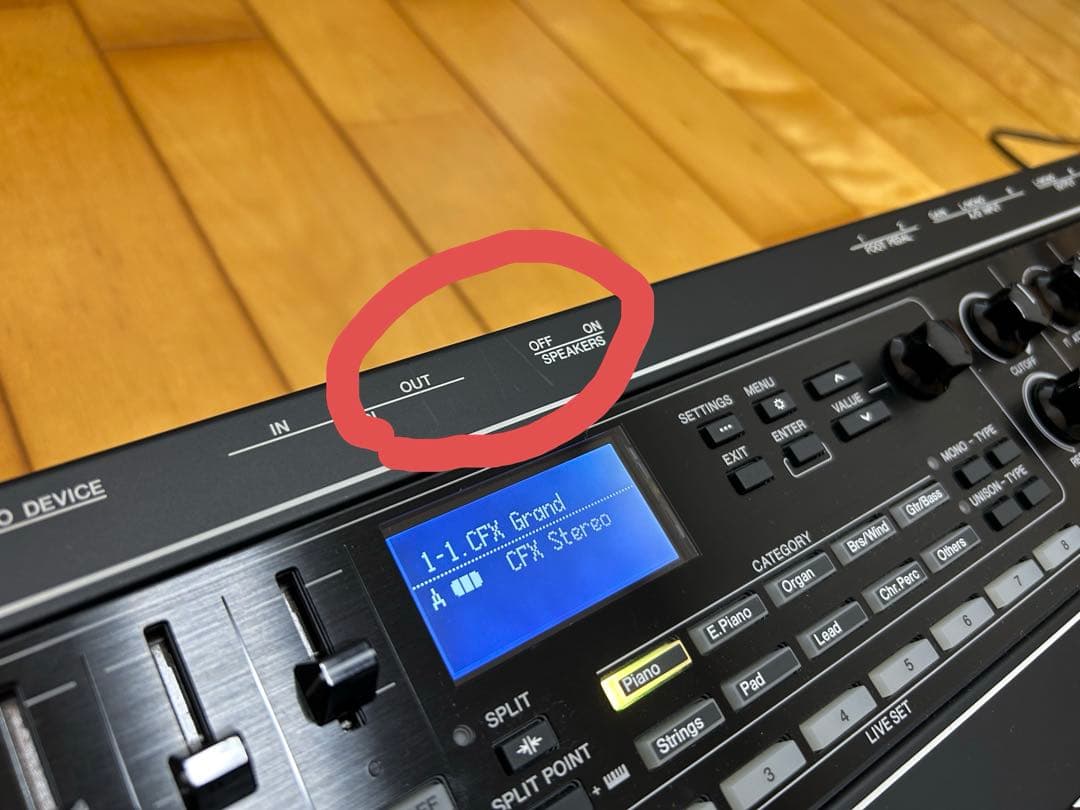 FOOT PEDAL
1 2
OFF ON
SPEAKERS
OUT
IN
DEVICE
SETTINGS
MENU
EXIT
ENTER
VALUE
CUTOFF
MONO - TYPE
UNISON - TYPE
1-1.CFX Grand
CFX Stereo
A
CATEGORY
Piano
E.Piano
Organ
Brs/Wind
Gtr/Bass
Strings
Pad
Lead
Chr.Perc
Others
SPLIT
SPLIT POINT
+
3
4
5
6
7
8
LIVE SET